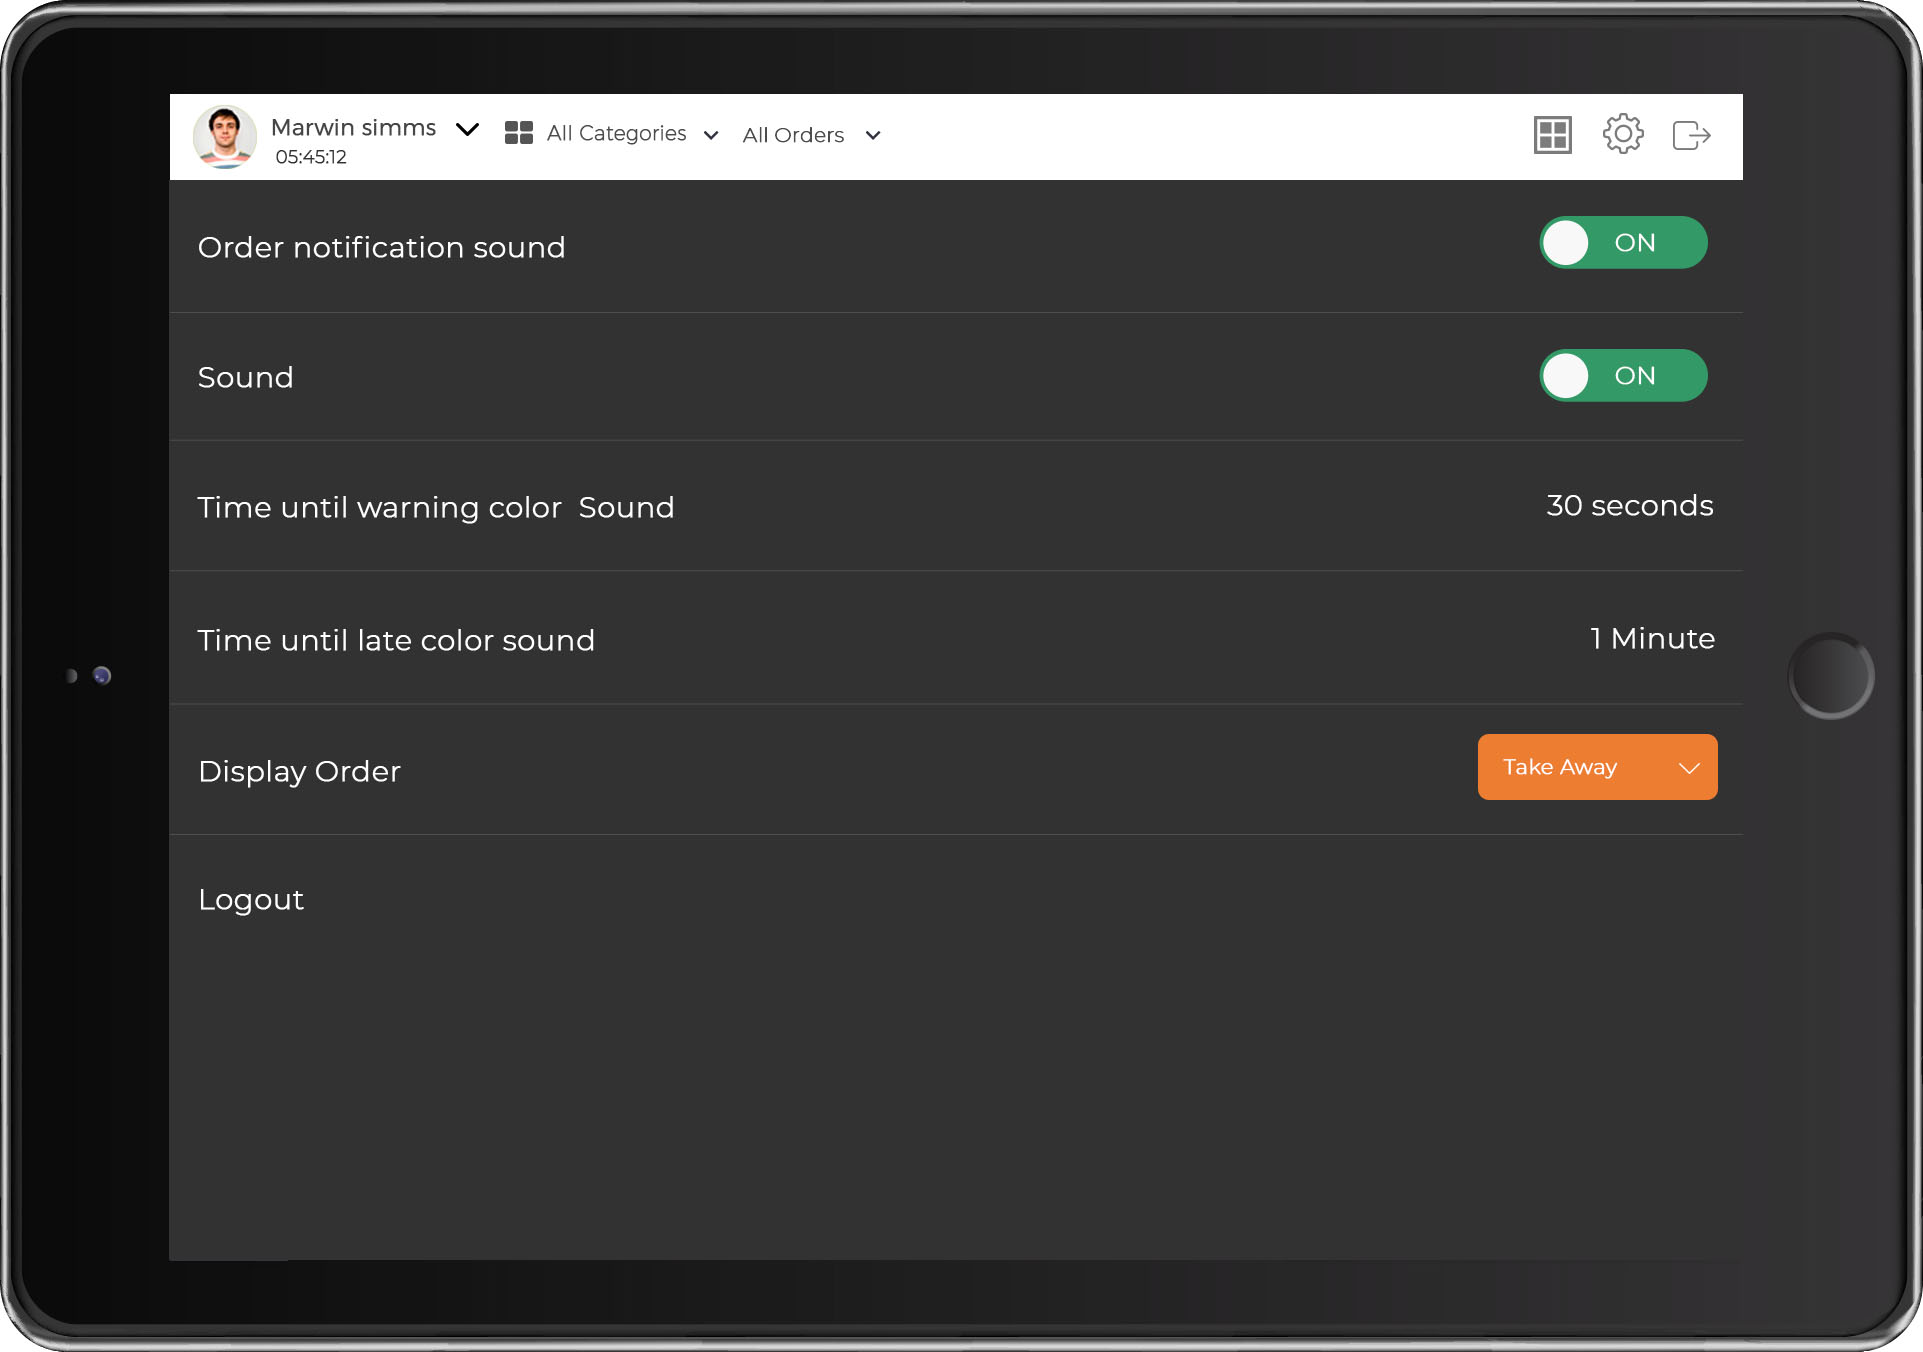 Marwin simms
05:45:12
All Categories
All Orders
Order notification sound
ON
Sound
ON
Time until warning color  Sound
30 seconds
Time until late color sound
1 Minute
Display Order
Take Away
Logout